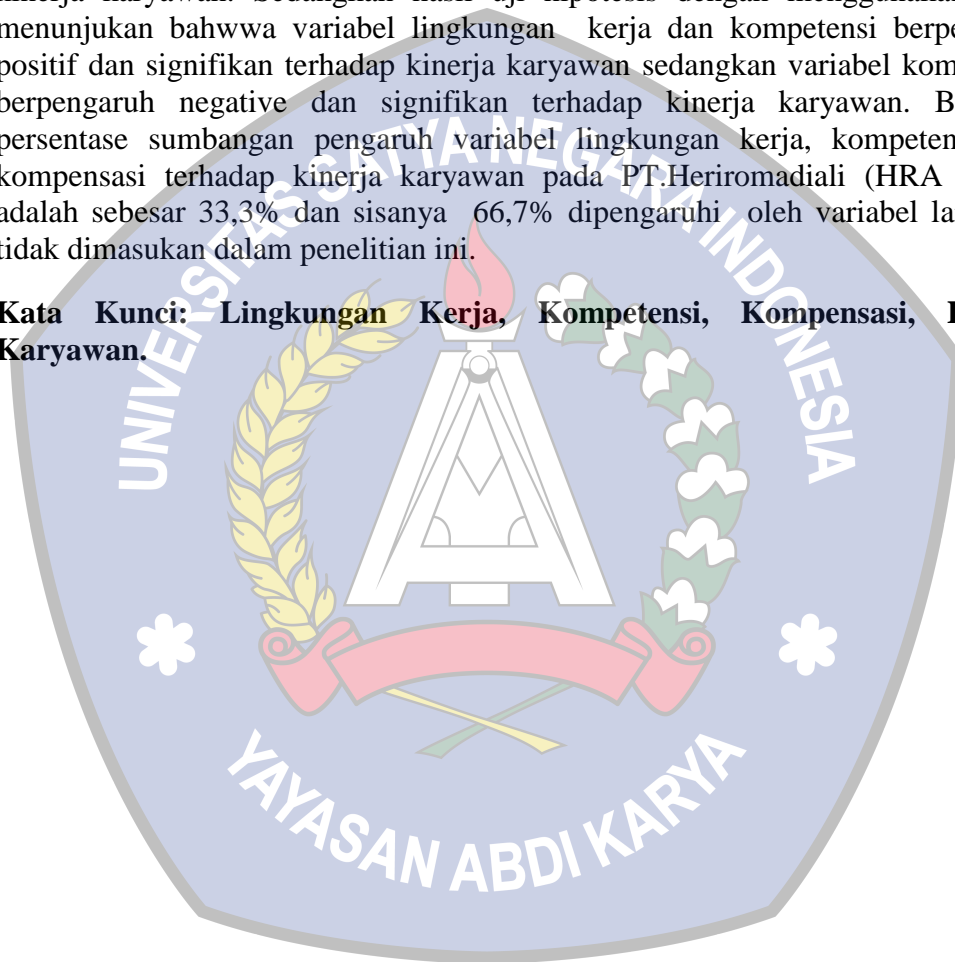 kinerja karyawan. Sedangkan hasil uji hipotesis dengan menggunakan
menunjukan bahwwa variabel lingkungan kerja dan kompetensi berpe
positif dan signifikan terhadap kinerja karyawan sedangkan variabel kom
berpengaruh negative dan signifikan terhadap kinerja karyawan. B
persentase sumbangan pengaruh variabel lingkungan kerja, kompeten
kompensasi terhadap kinerja karyawan pada PT.Heriromadiali (HRA
adalah sebesar 33,3% dan sisanya 66,7% dipengaruhi oleh variabel la
tidak dimasukan dalam penelitian ini.
Kata Kunci: Lingkungan Kerja, Kompetensi, Kompensasi,
Karyawan.
UNIVERSITAS SATYA NEGARA INDONESIA
YAYASAN ABDI KARYA